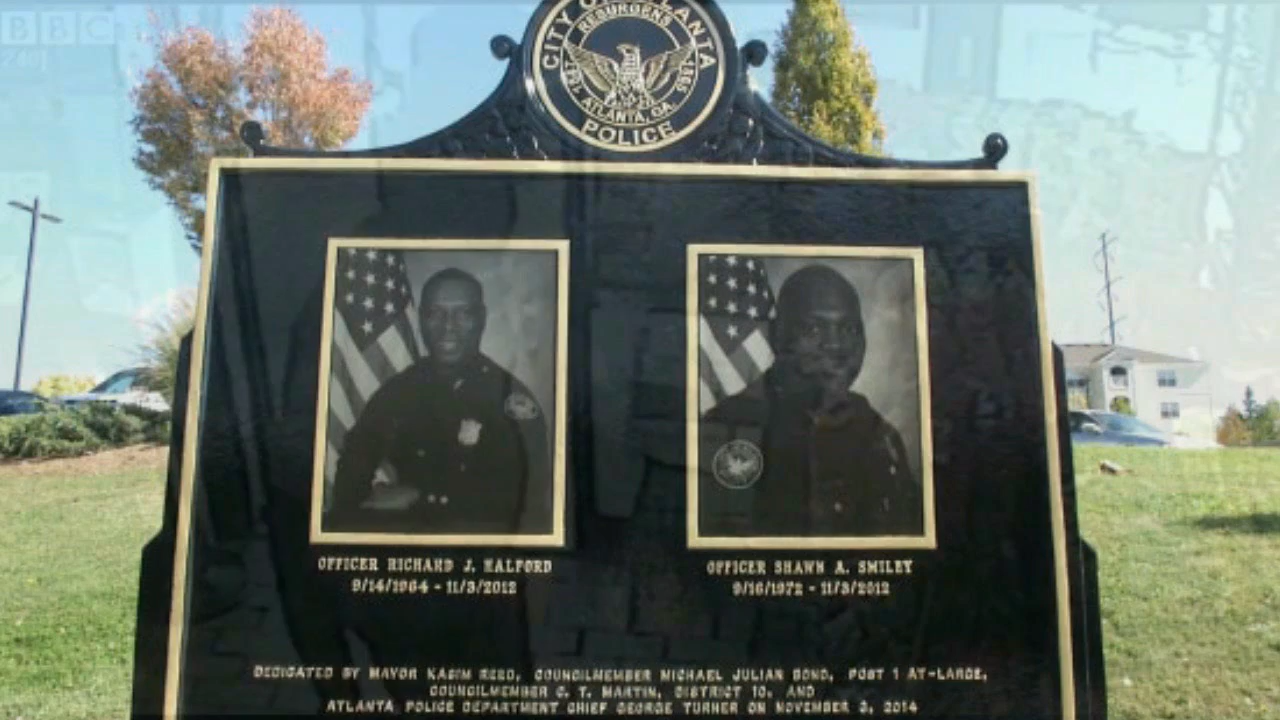 BBC
CITY OF ATLANTA
RESURGENS
1847 1865
ATLANTA, GA.
POLICE
OFFICER RICHARD J. HALFORD
9/14/1964 - 11/3/2012
OFFICER SHAWN A. SMILEY
9/16/1972 - 11/3/2012
DEDICATED BY MAYOR KASIM REED, COUNCILMEMBER MICHAEL JULIAN BOND, POST 1 AT-LARGE,
COUNCILMEMBER C. T. MARTIN, DISTRICT 10, AND
ATLANTA POLICE DEPARTMENT CHIEF GEORGE TURNER ON NOVEMBER 3, 2014